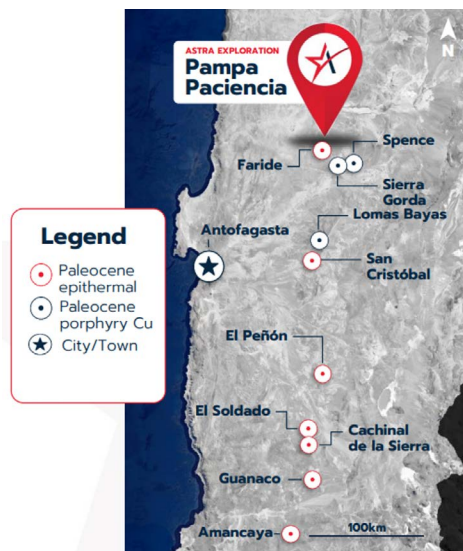 ASTRA EXPLORATION
Pampa
Paciencia
N
Spence
Faride
Sierra
Gorda
Lomas Bayas
Antofagasta
San
Cristóbal
Legend
Paleocene
epithermal
Paleocene
porphyry Cu
City/Town
El Peñón
El Soldado
Cachinal
de la Sierra
Guanaco
Amancaya
100km